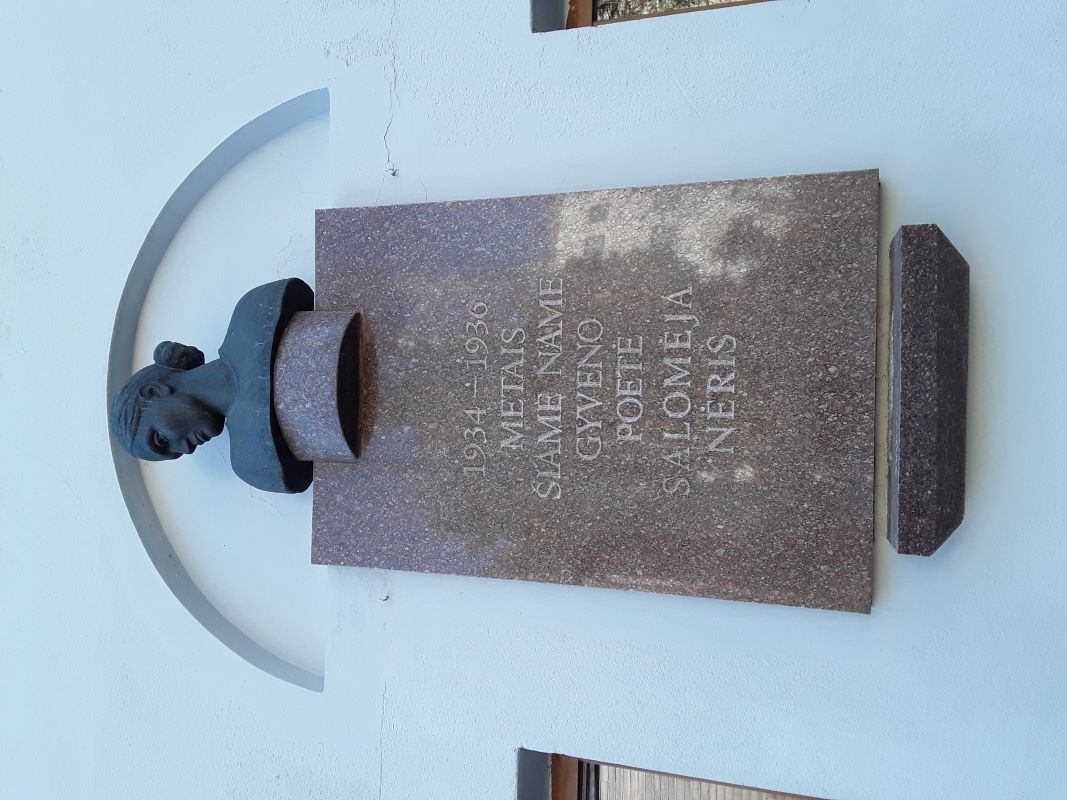 1934 – 1936
METAIS
ŠIAME NAME
GYVENO
POETĖ
SALOMĖJA
NĖRIS